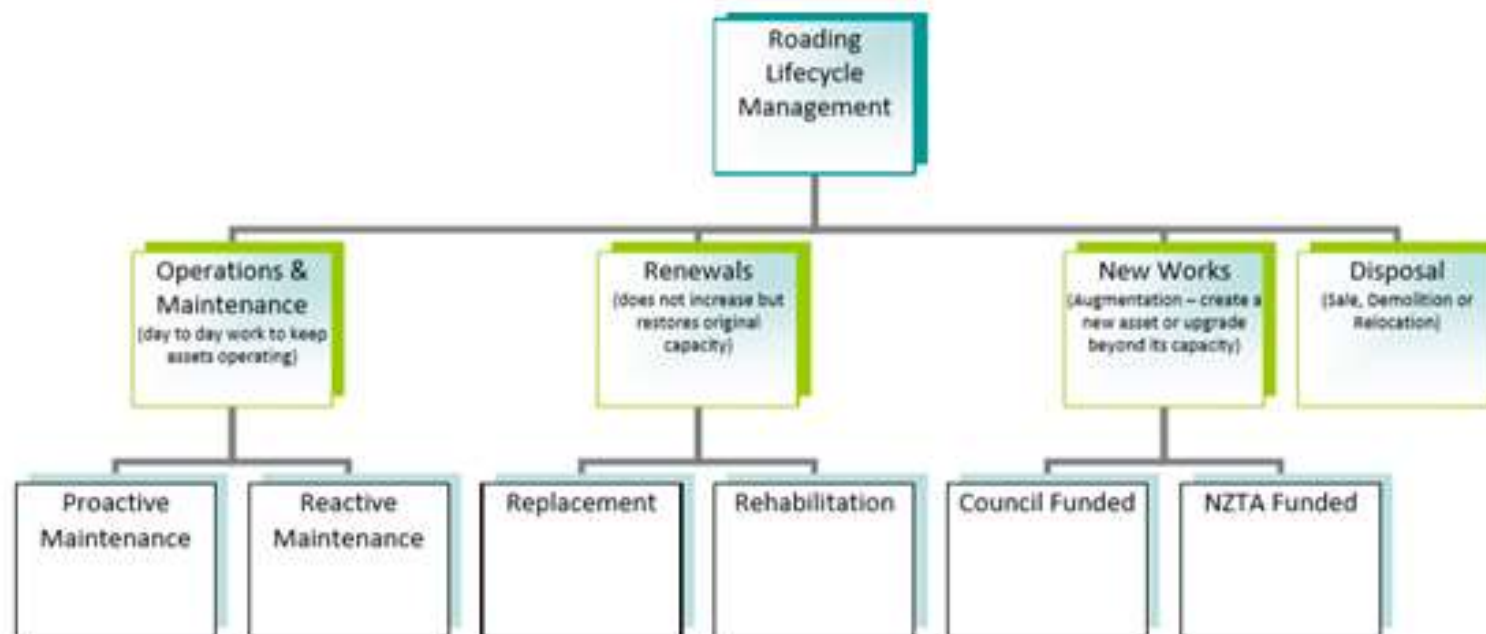 Roading
Lifecycle
Management
Operations &
Maintenance
(day to day work to keep
assets operating)
Renewals
(does not increase but
restores original
capacity)
New Works
(Augmentation – create a
new asset or upgrade
beyond its capacity)
Disposal
(Sale, Demolition or
Relocation)
Proactive
Maintenance
Reactive
Maintenance
Replacement
Rehabilitation
Council Funded
NZTA Funded